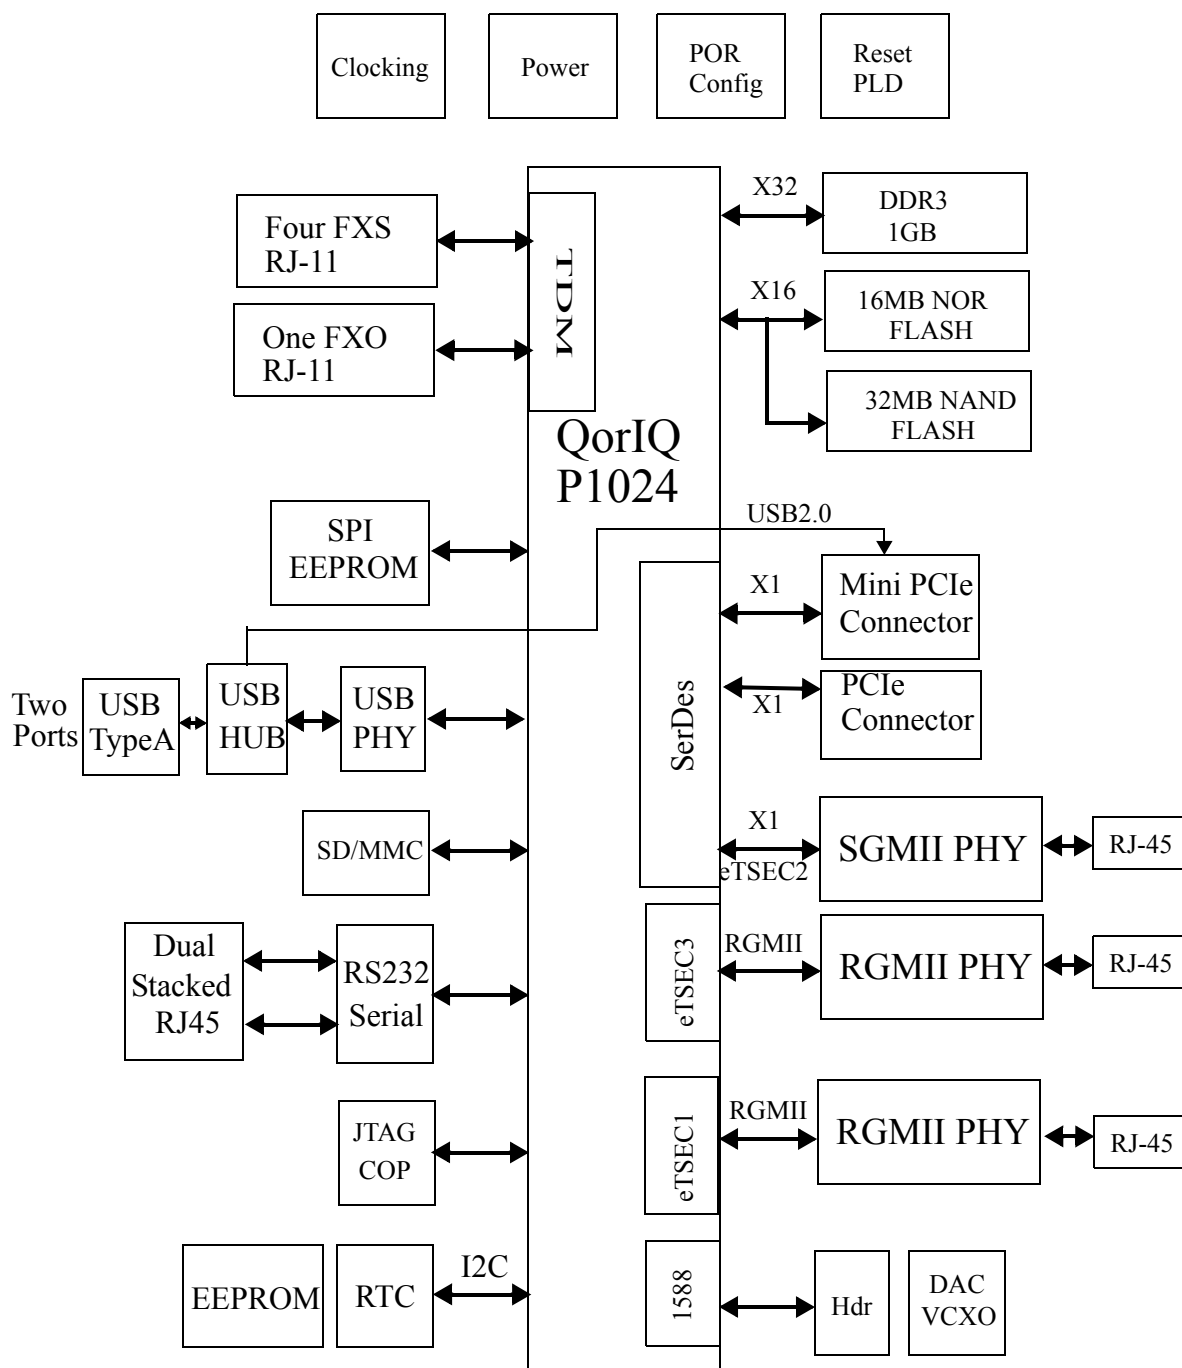 Clocking
Power
POR
Config
Reset
PLD
Four FXS
RJ-11
One FXO
RJ-11
TDM
QorIQ
P1024
X32
DDR3
1GB
X16
16MB NOR
FLASH
32MB NAND
FLASH
SPI
EEPROM
USB2.0
X1
Mini PCIe
Connector
Two
Ports
USB
TypeA
USB
HUB
USB
PHY
SerDes
X1
PCIe
Connector
SD/MMC
X1
eTSEC2
SGMII PHY
RJ-45
Dual
Stacked
RJ45
RS232
Serial
eTSEC3
RGMII
RGMII PHY
RJ-45
JTAG
COP
eTSEC1
RGMII
RGMII PHY
RJ-45
EEPROM
RTC
I2C
1588
Hdr
DAC
VCXO